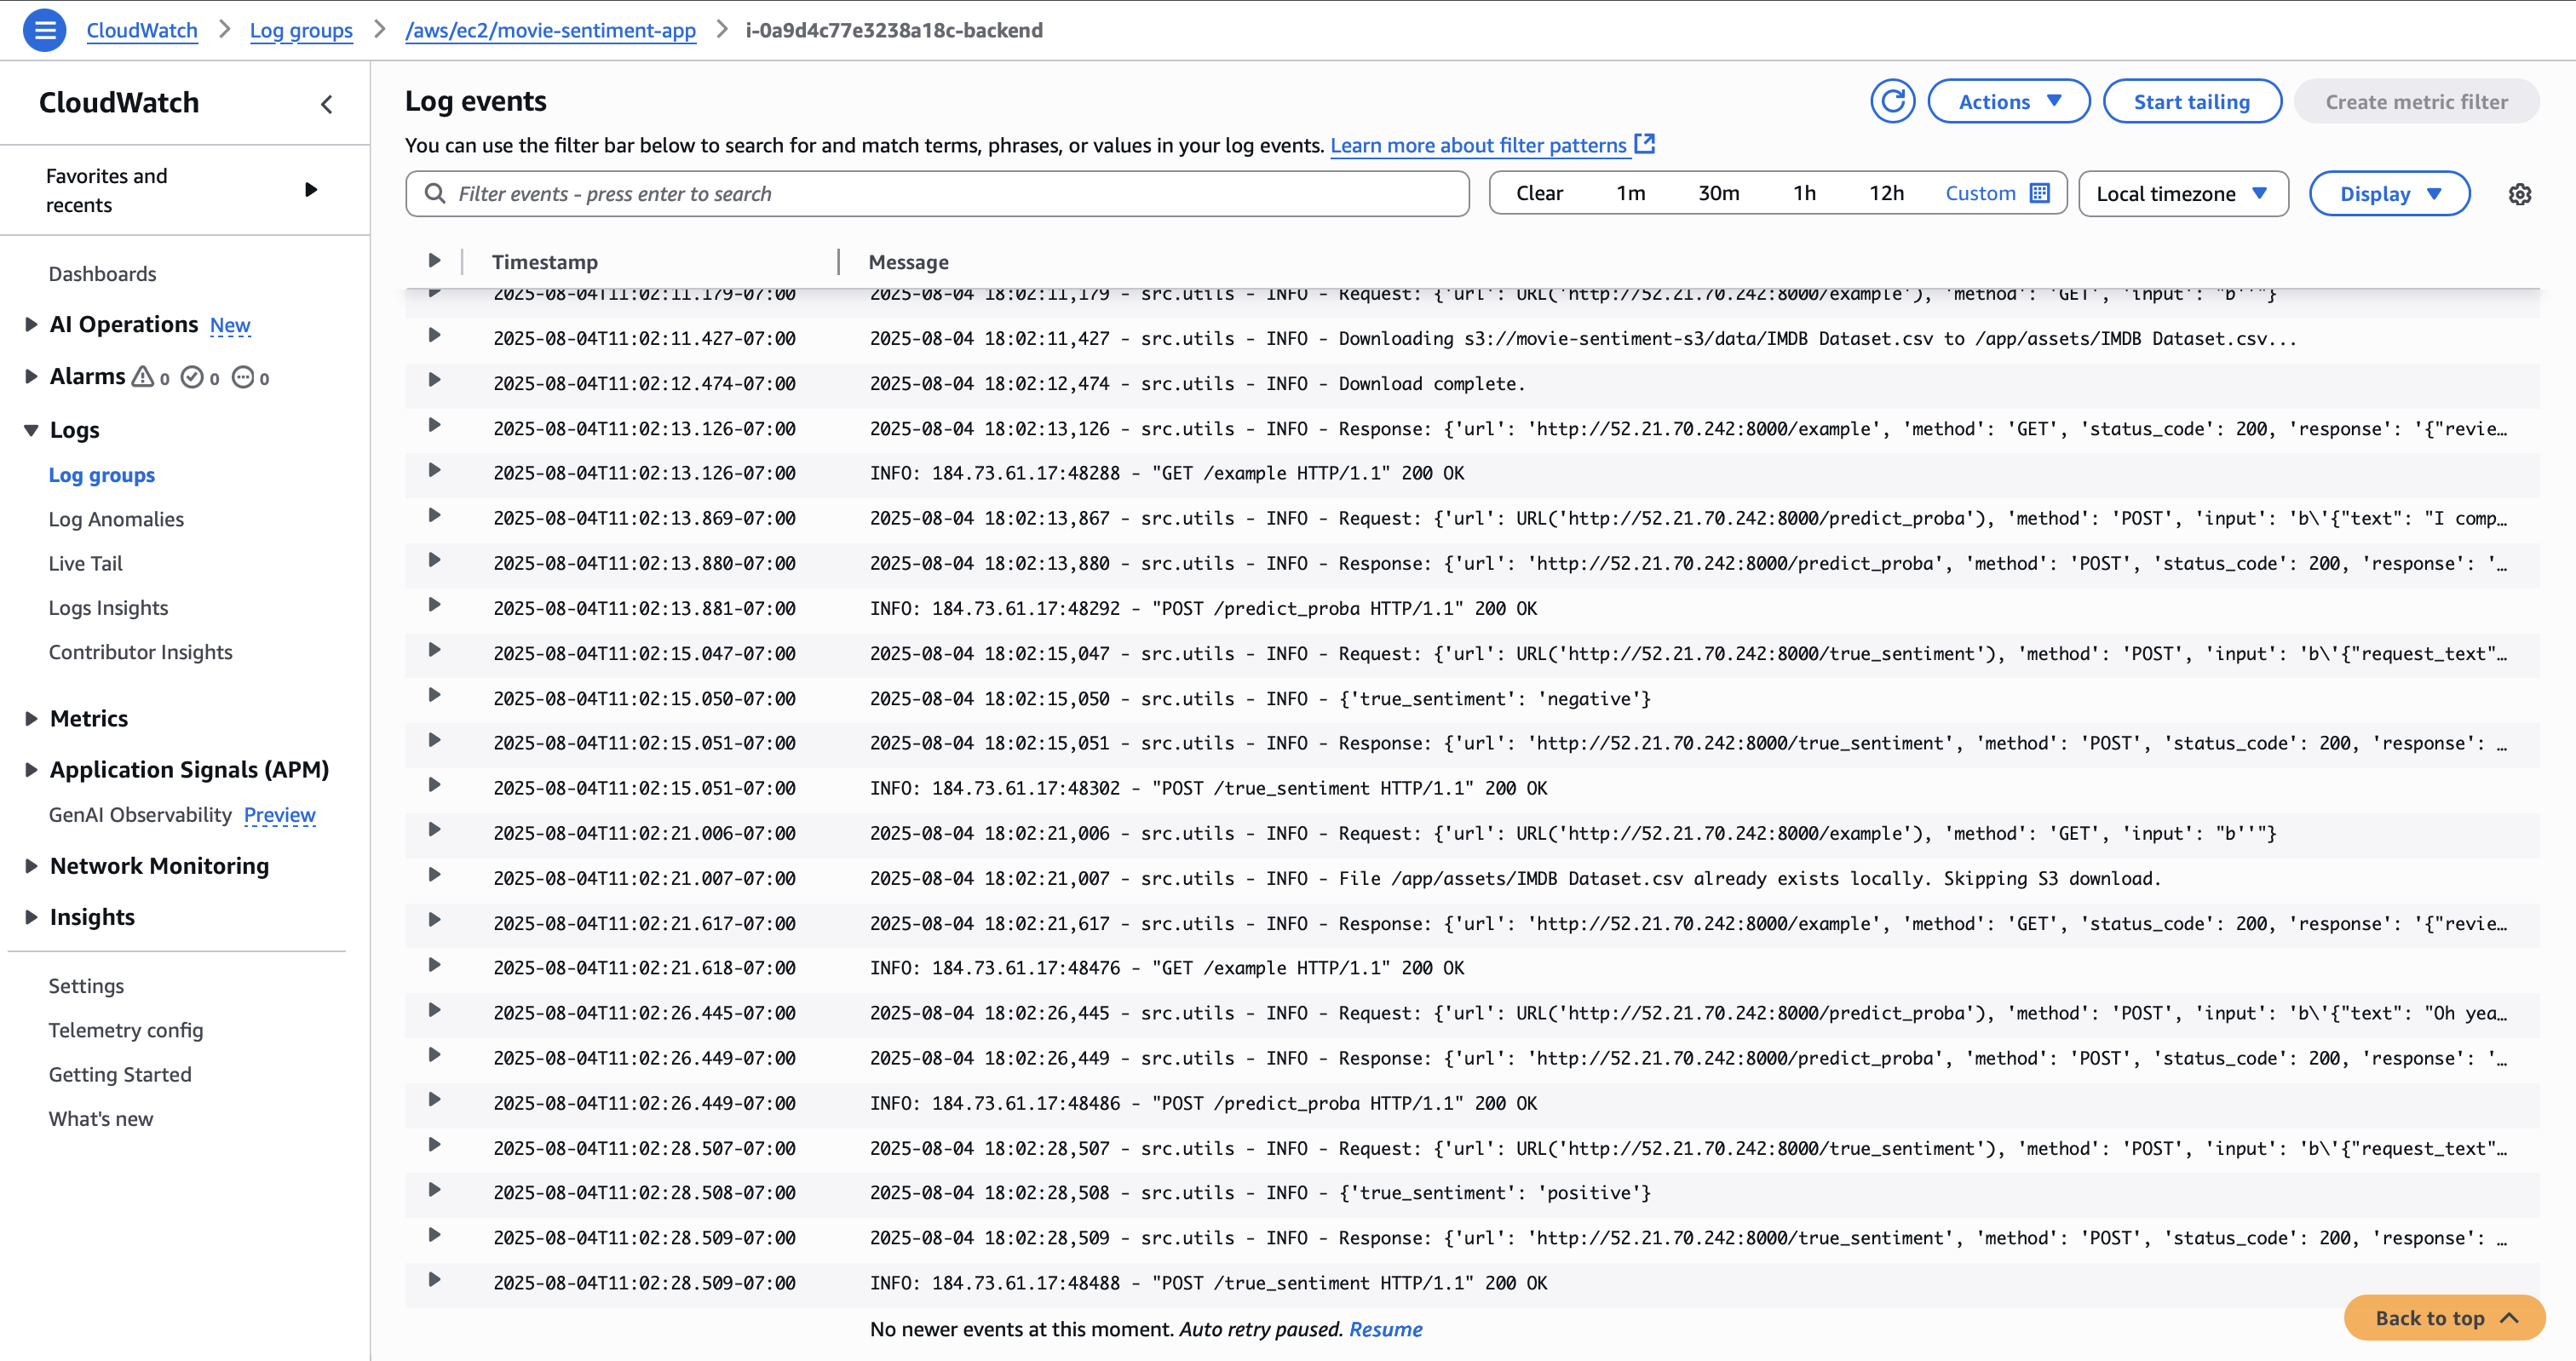 CloudWatch > Log groups > /aws/ec2/movie-sentiment-app > i-0a9d4c77e3238a18c-backend
CloudWatch
Favorites and
recents
Dashboards
AI Operations New
Alarms 0 0 0
Logs
Log groups
Log Anomalies
Live Tail
Logs Insights
Contributor Insights
Metrics
Application Signals (APM)
GenAI Observability Preview
Network Monitoring
Insights
Settings
Telemetry config
Getting Started
What's new
Log events
Actions
Start tailing
Create metric filter
You can use the filter bar below to search for and match terms, phrases, or values in your log events. Learn more about filter patterns
Filter events - press enter to search
Clear 1m 30m 1h 12h Custom
Local timezone
Display
Timestamp Message
2025-08-04T11:02:11.179-07:00 2025-08-04 18:02:11,179 - src.utils - INFO - Request: {'url': URL('http://52.21.70.242:8000/example'), 'method': 'GET', 'input': "b''"}
2025-08-04T11:02:11.427-07:00 2025-08-04 18:02:11,427 - src.utils - INFO - Downloading s3://movie-sentiment-s3/data/IMDB Dataset.csv to /app/assets/IMDB Dataset.csv...
2025-08-04T11:02:12.474-07:00 2025-08-04 18:02:12,474 - src.utils - INFO - Download complete.
2025-08-04T11:02:13.126-07:00 2025-08-04 18:02:13,126 - src.utils - INFO - Response: {'url': 'http://52.21.70.242:8000/example', 'method': 'GET', 'status_code': 200, 'response': '{"revie…
2025-08-04T11:02:13.126-07:00 INFO: 184.73.61.17:48288 - "GET /example HTTP/1.1" 200 OK
2025-08-04T11:02:13.869-07:00 2025-08-04 18:02:13,867 - src.utils - INFO - Request: {'url': URL('http://52.21.70.242:8000/predict_proba'), 'method': 'POST', 'input': 'b\'{"text": "I comp…
2025-08-04T11:02:13.880-07:00 2025-08-04 18:02:13,880 - src.utils - INFO - Response: {'url': 'http://52.21.70.242:8000/predict_proba', 'method': 'POST', 'status_code': 200, 'response': '…
2025-08-04T11:02:13.881-07:00 INFO: 184.73.61.17:48292 - "POST /predict_proba HTTP/1.1" 200 OK
2025-08-04T11:02:15.047-07:00 2025-08-04 18:02:15,047 - src.utils - INFO - Request: {'url': URL('http://52.21.70.242:8000/true_sentiment'), 'method': 'POST', 'input': 'b\'{"request_text"…
2025-08-04T11:02:15.050-07:00 2025-08-04 18:02:15,050 - src.utils - INFO - {'true_sentiment': 'negative'}
2025-08-04T11:02:15.051-07:00 2025-08-04 18:02:15,051 - src.utils - INFO - Response: {'url': 'http://52.21.70.242:8000/true_sentiment', 'method': 'POST', 'status_code': 200, 'response': …
2025-08-04T11:02:15.051-07:00 INFO: 184.73.61.17:48302 - "POST /true_sentiment HTTP/1.1" 200 OK
2025-08-04T11:02:21.006-07:00 2025-08-04 18:02:21,006 - src.utils - INFO - Request: {'url': URL('http://52.21.70.242:8000/example'), 'method': 'GET', 'input': "b''"}
2025-08-04T11:02:21.007-07:00 2025-08-04 18:02:21,007 - src.utils - INFO - File /app/assets/IMDB Dataset.csv already exists locally. Skipping S3 download.
2025-08-04T11:02:21.617-07:00 2025-08-04 18:02:21,617 - src.utils - INFO - Response: {'url': 'http://52.21.70.242:8000/example', 'method': 'GET', 'status_code': 200, 'response': '{"revie…
2025-08-04T11:02:21.618-07:00 INFO: 184.73.61.17:48476 - "GET /example HTTP/1.1" 200 OK
2025-08-04T11:02:26.445-07:00 2025-08-04 18:02:26,445 - src.utils - INFO - Request: {'url': URL('http://52.21.70.242:8000/predict_proba'), 'method': 'POST', 'input': 'b\'{"text": "Oh yea…
2025-08-04T11:02:26.449-07:00 2025-08-04 18:02:26,449 - src.utils - INFO - Response: {'url': 'http://52.21.70.242:8000/predict_proba', 'method': 'POST', 'status_code': 200, 'response': '…
2025-08-04T11:02:26.449-07:00 INFO: 184.73.61.17:48486 - "POST /predict_proba HTTP/1.1" 200 OK
2025-08-04T11:02:28.507-07:00 2025-08-04 18:02:28,507 - src.utils - INFO - Request: {'url': URL('http://52.21.70.242:8000/true_sentiment'), 'method': 'POST', 'input': 'b\'{"request_text"…
2025-08-04T11:02:28.508-07:00 2025-08-04 18:02:28,508 - src.utils - INFO - {'true_sentiment': 'positive'}
2025-08-04T11:02:28.509-07:00 2025-08-04 18:02:28,509 - src.utils - INFO - Response: {'url': 'http://52.21.70.242:8000/true_sentiment', 'method': 'POST', 'status_code': 200, 'response': …
2025-08-04T11:02:28.509-07:00 INFO: 184.73.61.17:48488 - "POST /true_sentiment HTTP/1.1" 200 OK
No newer events at this moment. Auto retry paused. Resume
Back to top